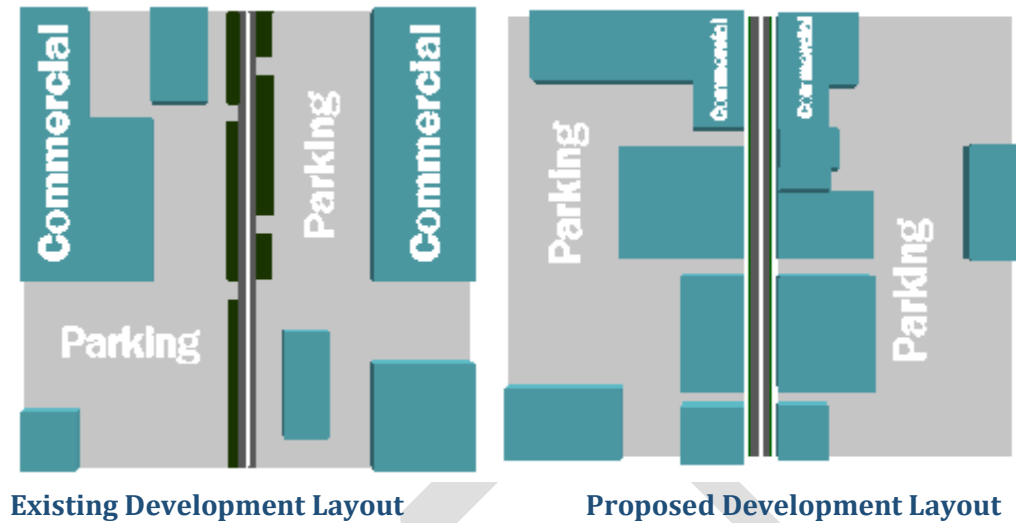 Commercial
Parking
Commercial
Parking
Commercial
Commercial
Parking
Parking
Existing Development Layout
Proposed Development Layout